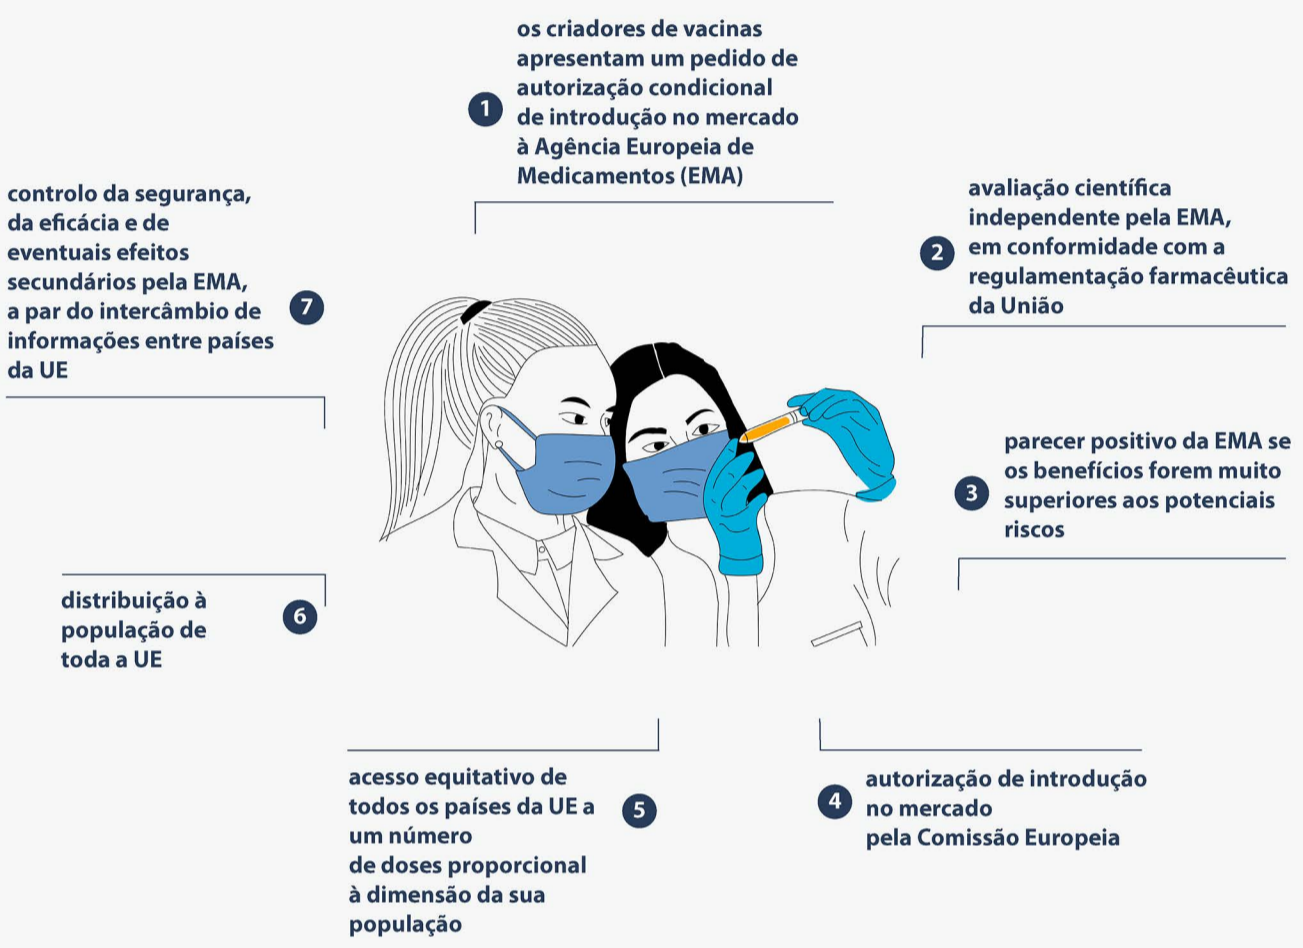 1
os criadores de vacinas
apresentam um pedido de
autorização condicional
de introdução no mercado
à Agência Europeia de
Medicamentos (EMA)
2
avaliação científica
independente pela EMA,
em conformidade com a
regulamentação farmacêutica
da União
3
parecer positivo da EMA se
os benefícios forem muito
superiores aos potenciais
riscos
4
autorização de introdução
no mercado
pela Comissão Europeia
5
acesso equitativo de
todos os países da UE a
um número
de doses proporcional
à dimensão da sua
população
6
distribuição à
população de
toda a UE
7
controlo da segurança,
da eficácia e de
eventuais efeitos
secundários pela EMA,
a par do intercâmbio de
informações entre países
da UE